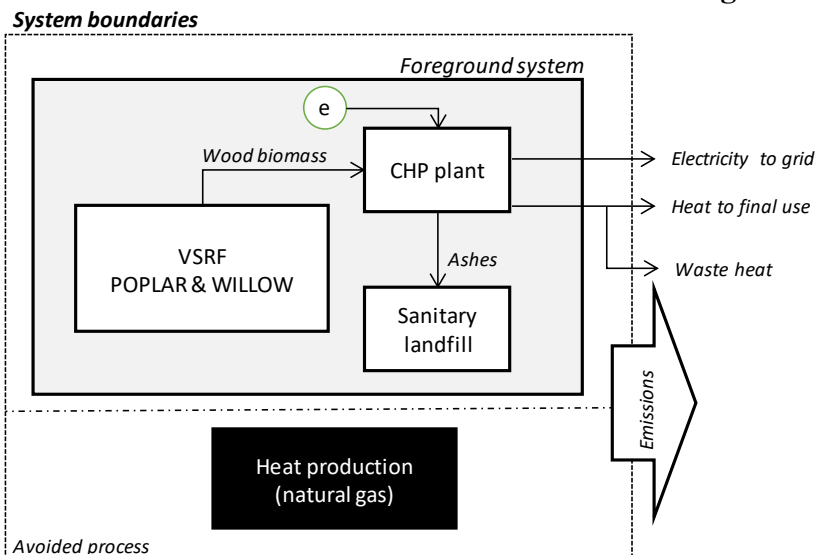 g
System boundaries
Foreground system
e
Wood biomass
CHP plant
Electricity to grid
Heat to final use
VSRF
POPLAR & WILLOW
Ashes
Waste heat
Sanitary
landfill
Emissions
Heat production
(natural gas)
Avoided process